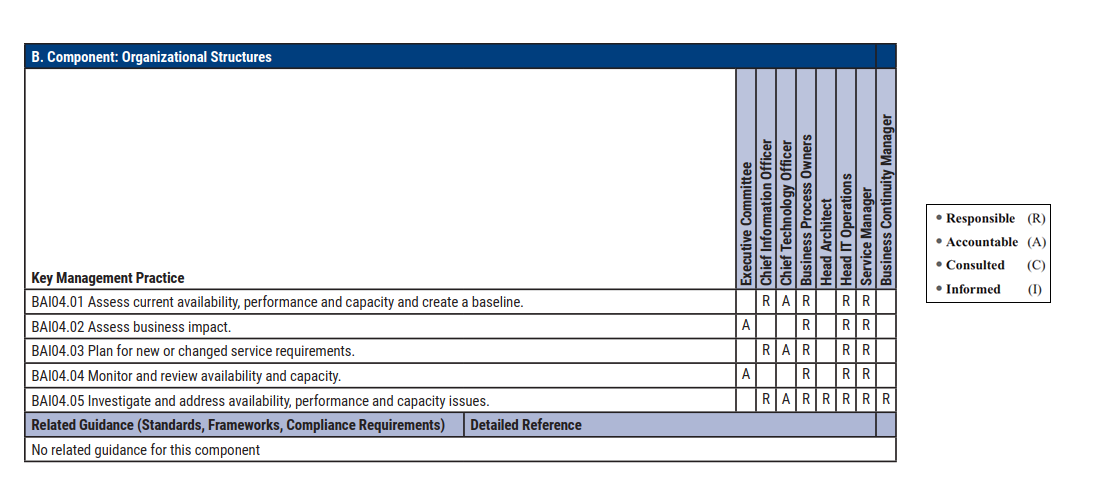 B. Component: Organizational Structures
Key Management Practice
Executive Committee
Chief Information Officer
Chief Technology Officer
Business Process Owners
Head Architect
Head IT Operations
Service Manager
Business Continuity Manager
BAI04.01 Assess current availability, performance and capacity and create a baseline. R A R R R
BAI04.02 Assess business impact. A R R R
BAI04.03 Plan for new or changed service requirements. R A R R R
BAI04.04 Monitor and review availability and capacity. A R R R
BAI04.05 Investigate and address availability, performance and capacity issues. R A R R R R R
Related Guidance (Standards, Frameworks, Compliance Requirements) Detailed Reference
No related guidance for this component
• Responsible (R)
• Accountable (A)
• Consulted (C)
• Informed (I)